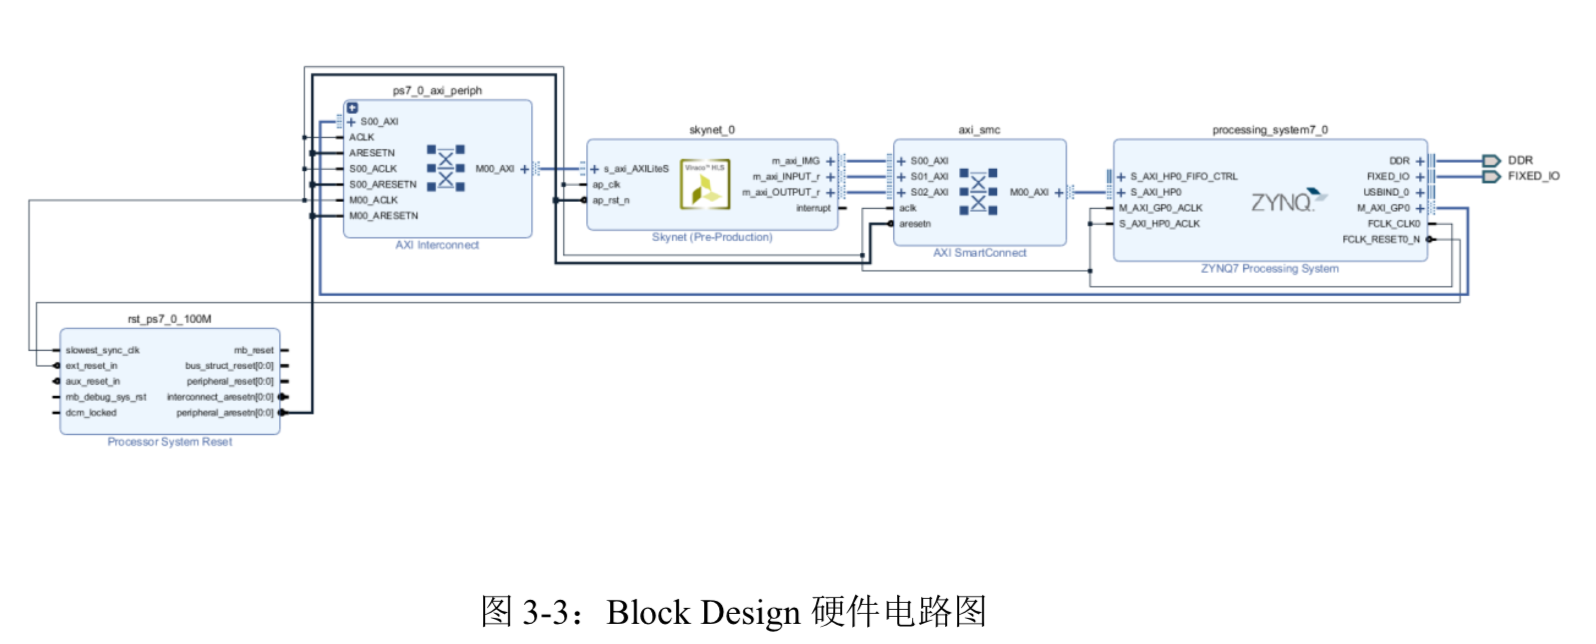 ps7_0_axi_periph
S00_AXI
ACLK
ARESETN
S00_ACLK
S00_ARESETN
M00_ACLK
M00_ARESETN
M00_AXI
AXI Interconnect
skynet_0
s_axi_AXILiteS
ap_clk
ap_rst_n
Vivado™ HLS
m_axi_IMG
m_axi_INPUT_r
m_axi_OUTPUT_r
interrupt
Skynet (Pre-Production)
axi_smc
S00_AXI
S01_AXI
S02_AXI
aclk
aresetn
M00_AXI
AXI SmartConnect
processing_system7_0
S_AXI_HP0_FIFO_CTRL
S_AXI_HP0
M_AXI_GP0_ACLK
S_AXI_HP0_ACLK
ZYNQ
DDR
FIXED_IO
USBIND_0
M_AXI_GP0
FCLK_CLK0
FCLK_RESET0_N
ZYNQ7 Processing System
DDR
FIXED_IO
rst_ps7_0_100M
slowest_sync_clk
ext_reset_in
aux_reset_in
mb_debug_sys_rst
dcm_locked
mb_reset
bus_struct_reset[0:0]
peripheral_reset[0:0]
interconnect_aresetn[0:0]
peripheral_aresetn[0:0]
Processor System Reset
图 3-3：Block Design 硬件电路图